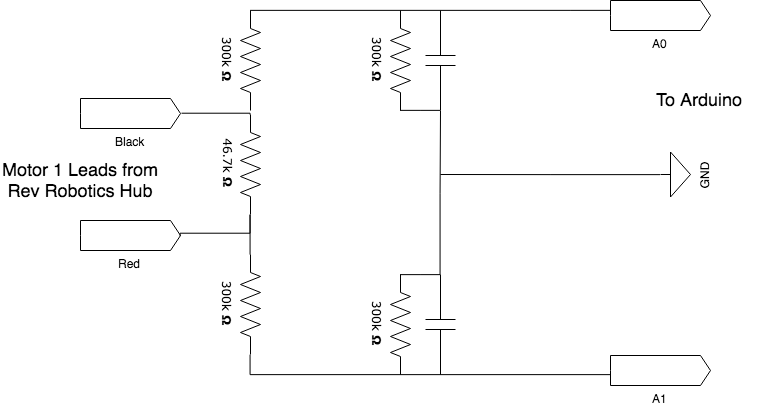 300k Ω
300k Ω
A0
To Arduino
Black
46.7k Ω
Motor 1 Leads from
Rev Robotics Hub
GND
Red
300k Ω
300k Ω
A1